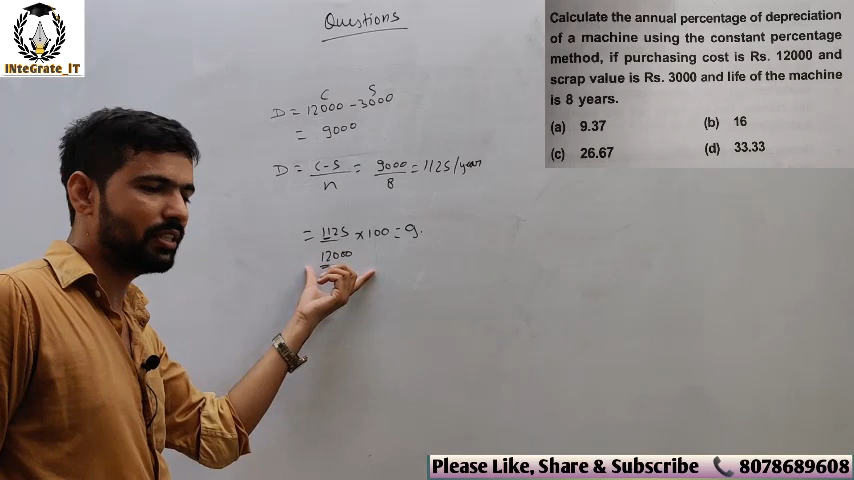 INteGrate_IT
Questions
C S
D = 12000 - 3000
= 9000
D = C-S = 9000 = 1125/year
n 8
= 1125 × 100 = 9.
12000
Calculate the annual percentage of depreciation
of a machine using the constant percentage
method, if purchasing cost is Rs. 12000 and
scrap value is Rs. 3000 and life of the machine
is 8 years.
(a) 9.37 (b) 16
(c) 26.67 (d) 33.33
Please Like, Share & Subscribe 8078689608